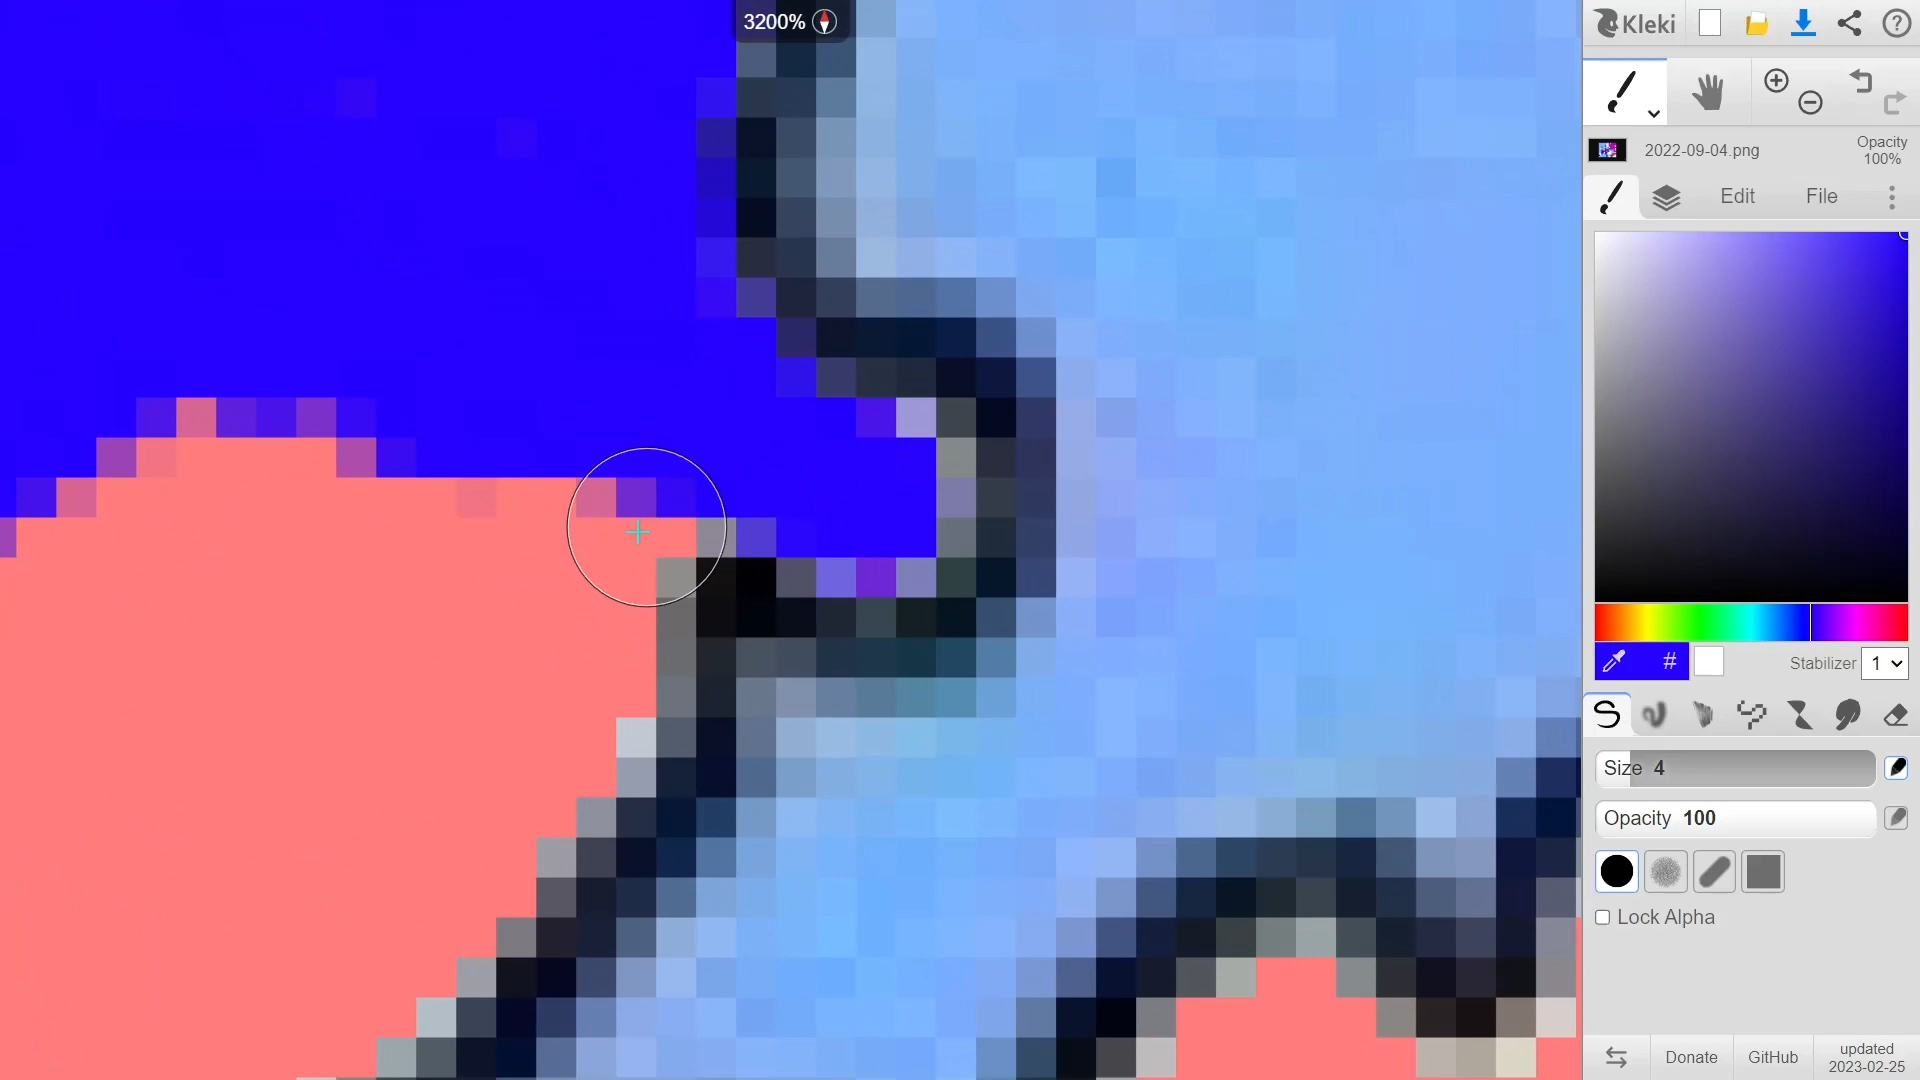 3200%
Kleki
?
2022-09-04.png
Opacity
100%
Edit
File
#
Stabilizer
1
Size 4
Opacity 100
Lock Alpha
Donate
GitHub
updated
2023-02-25